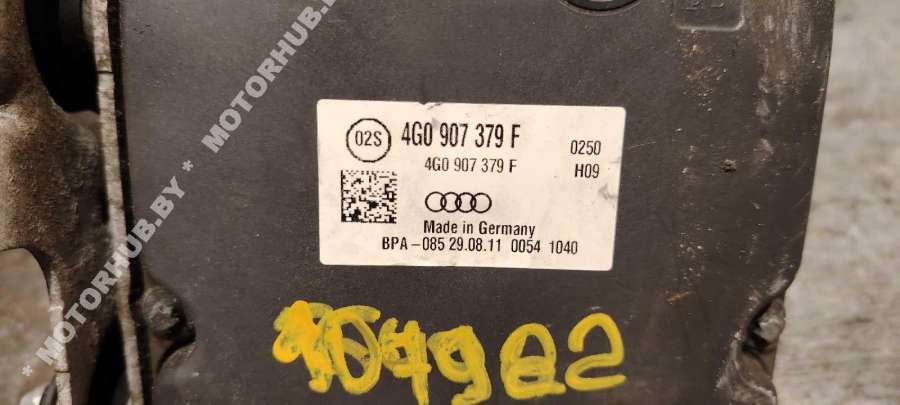 02S 4G0 907 379 F 0250
4G0 907 379 F H09
Made in Germany
BPA-085 29.08.11 0054 1040
MOTORHUB.BY * MOTORHUB.BY